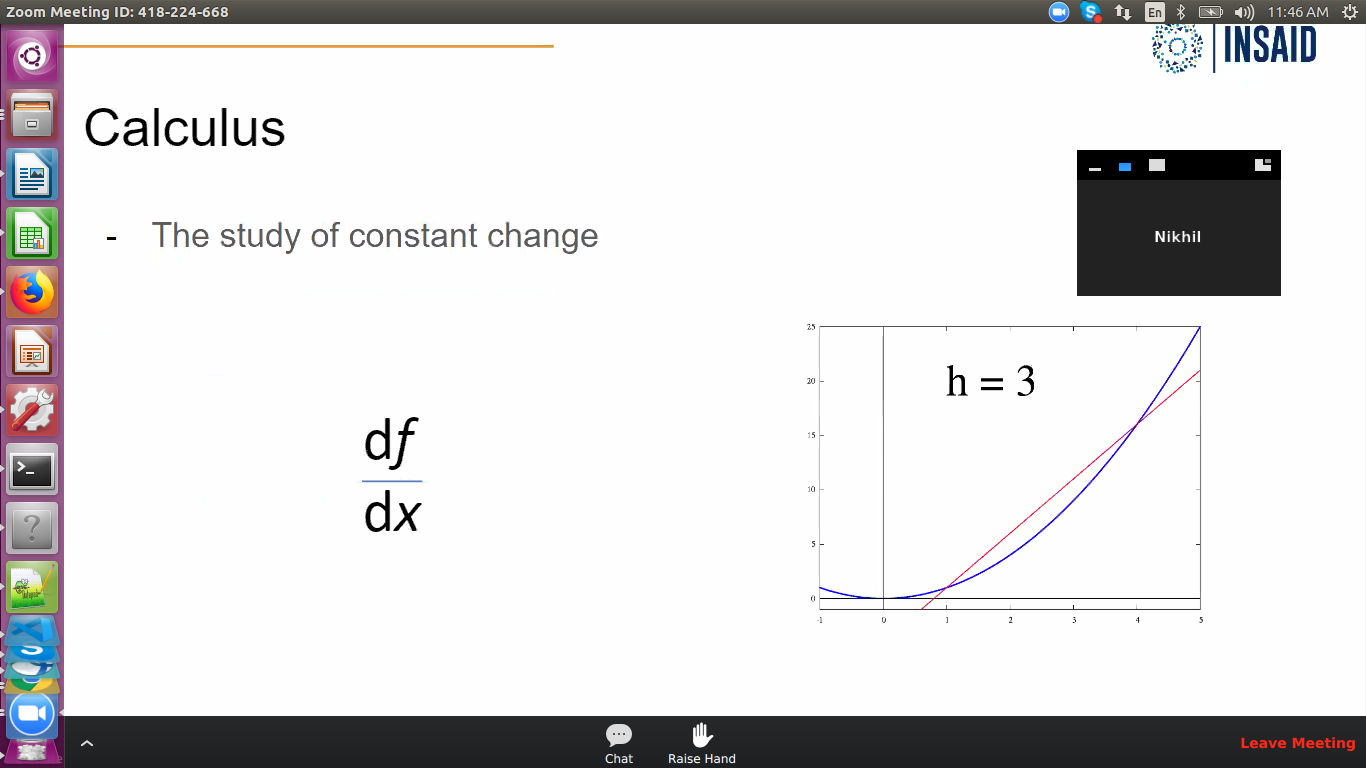 Zoom Meeting ID: 418-224-668
En
11:46 AM
INSAID
Calculus
- The study of constant change
Nikhil
df
dx
h = 3
25
20
15
10
5
0
-1 0 1 2 3 4 5
Chat
Raise Hand
Leave Meeting